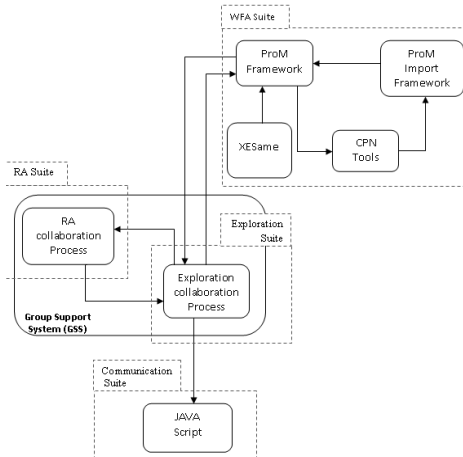 WFA Suite
ProM
Framework
ProM
Import
Framework
XESame
CPN
Tools
RA Suite
RA
collaboration
Process
Exploration
Suite
Exploration
collaboration
Process
Group Support
System (GSS)
Communication
Suite
JAVA
Script